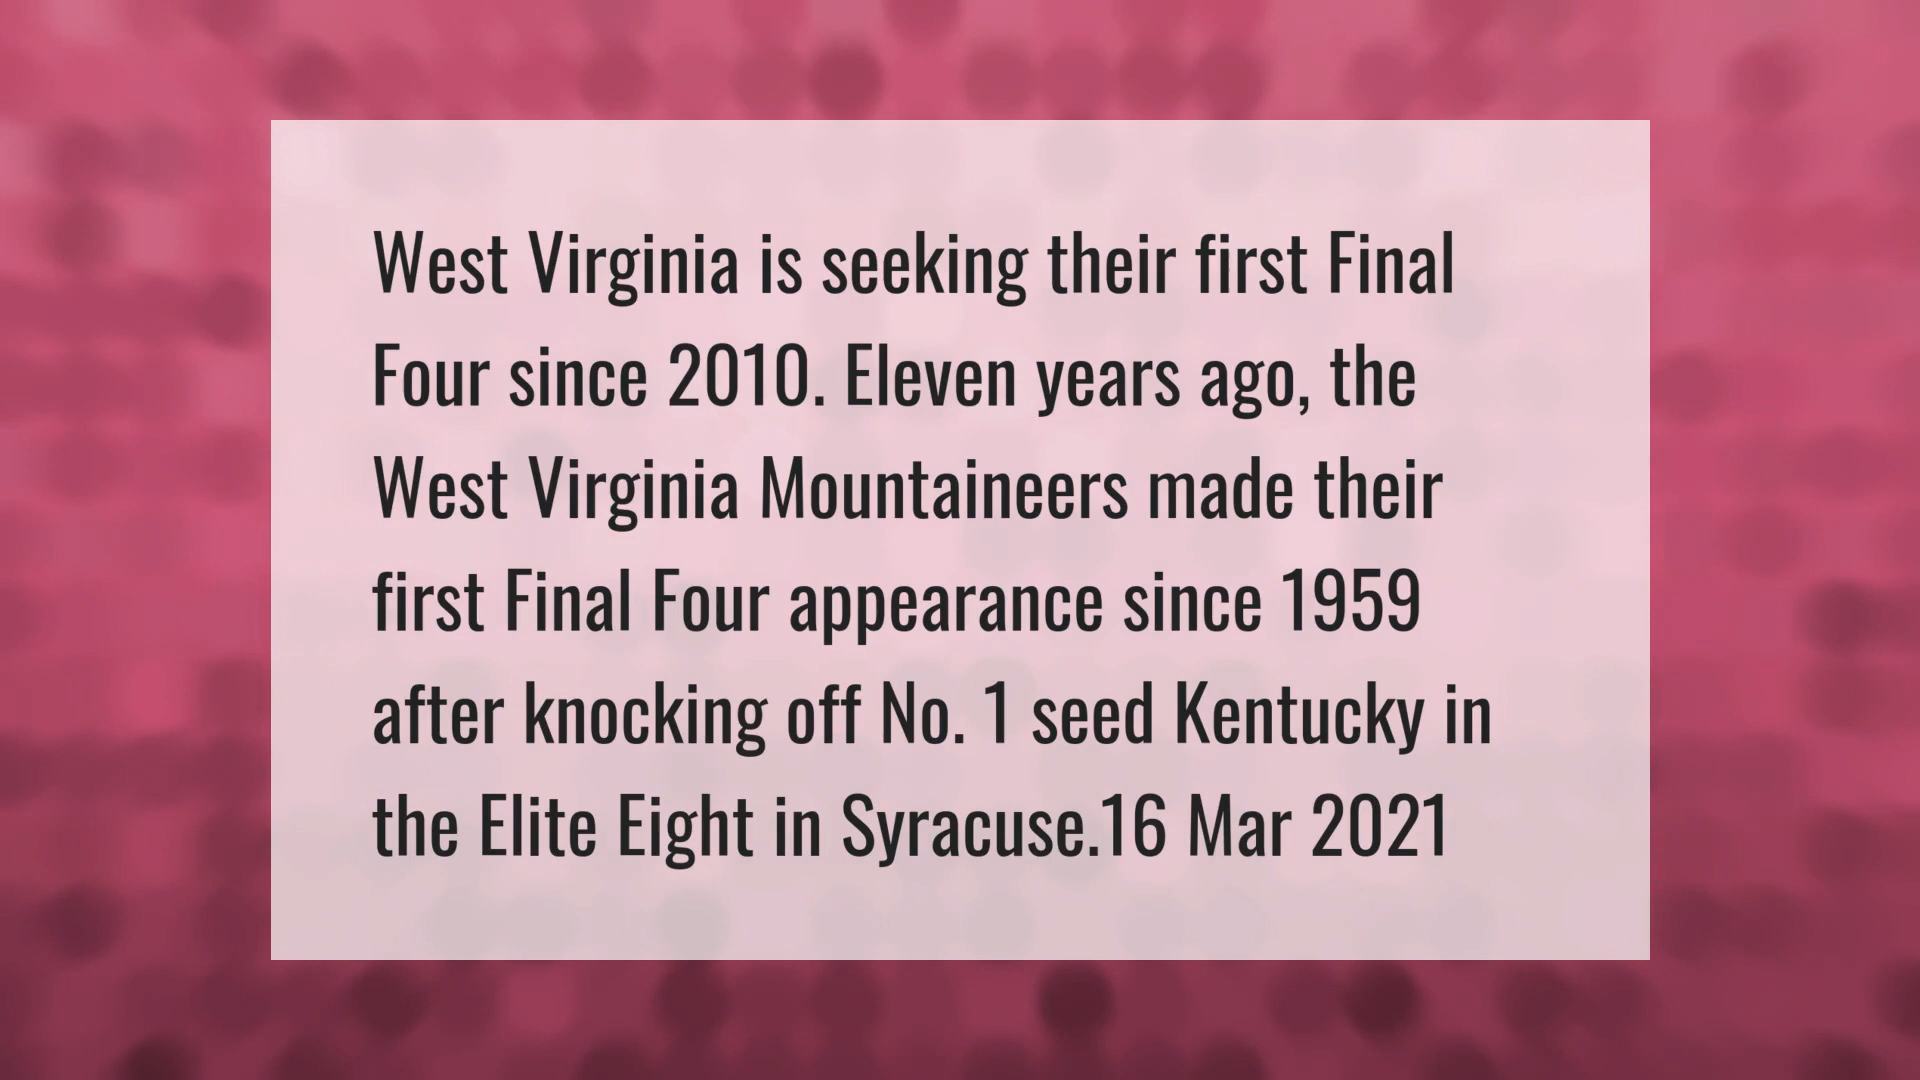 West Virginia is seeking their first Final
Four since 2010. Eleven years ago, the
West Virginia Mountaineers made their
first Final Four appearance since 1959
after knocking off No. 1 seed Kentucky in
the Elite Eight in Syracuse.16 Mar 2021